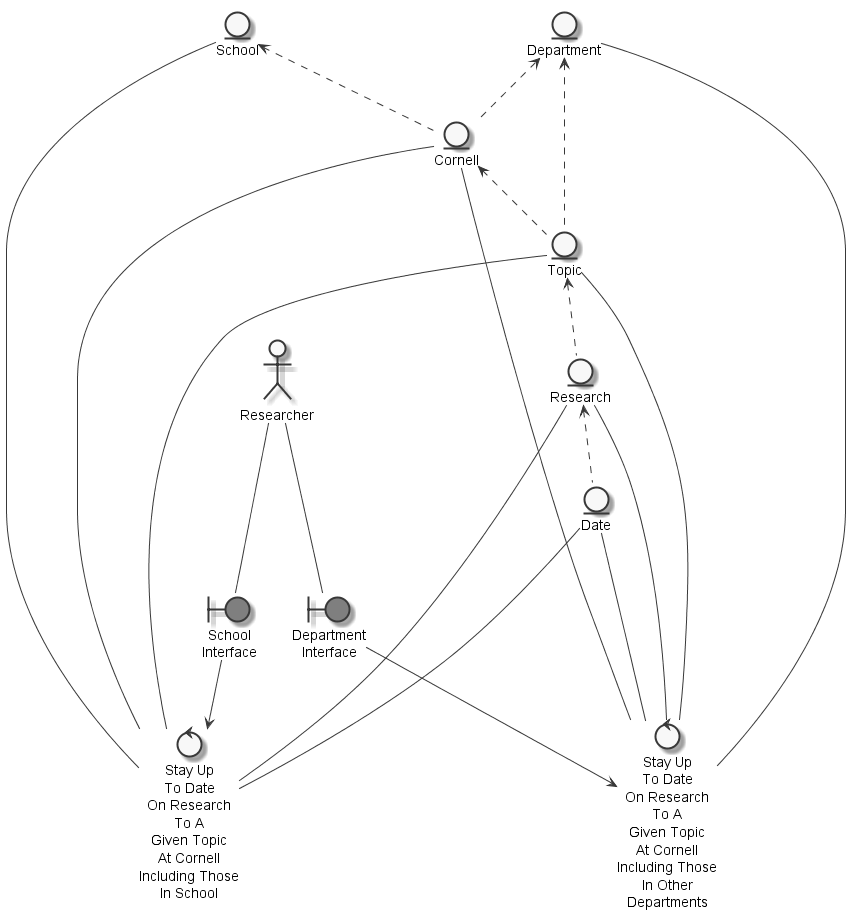 School
Department
Cornell
Topic
Research
Researcher
Date
School
Interface
Department
Interface
Stay Up
To Date
On Research
To A
Given Topic
At Cornell
Including Those
In School
Stay Up
To Date
On Research
To A
Given Topic
At Cornell
Including Those
In Other
Departments